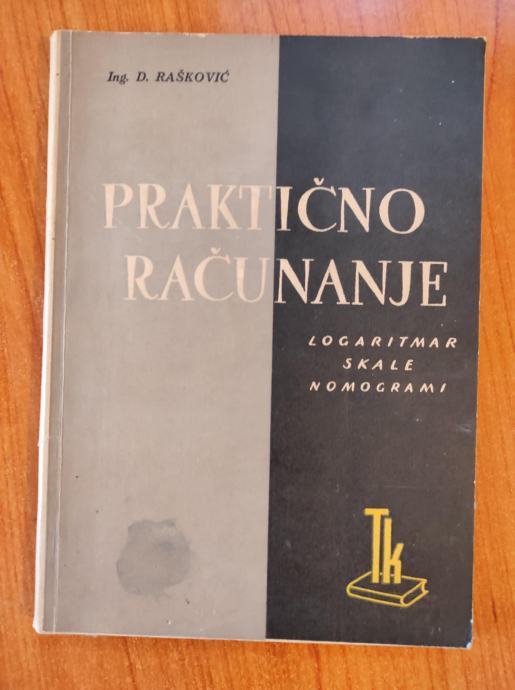 Ing. D. RAŠKOVIĆ
PRAKTIČNO
RAČUNANJE
LOGARITMAR
SKALE
NOMOGRAMI
Tk